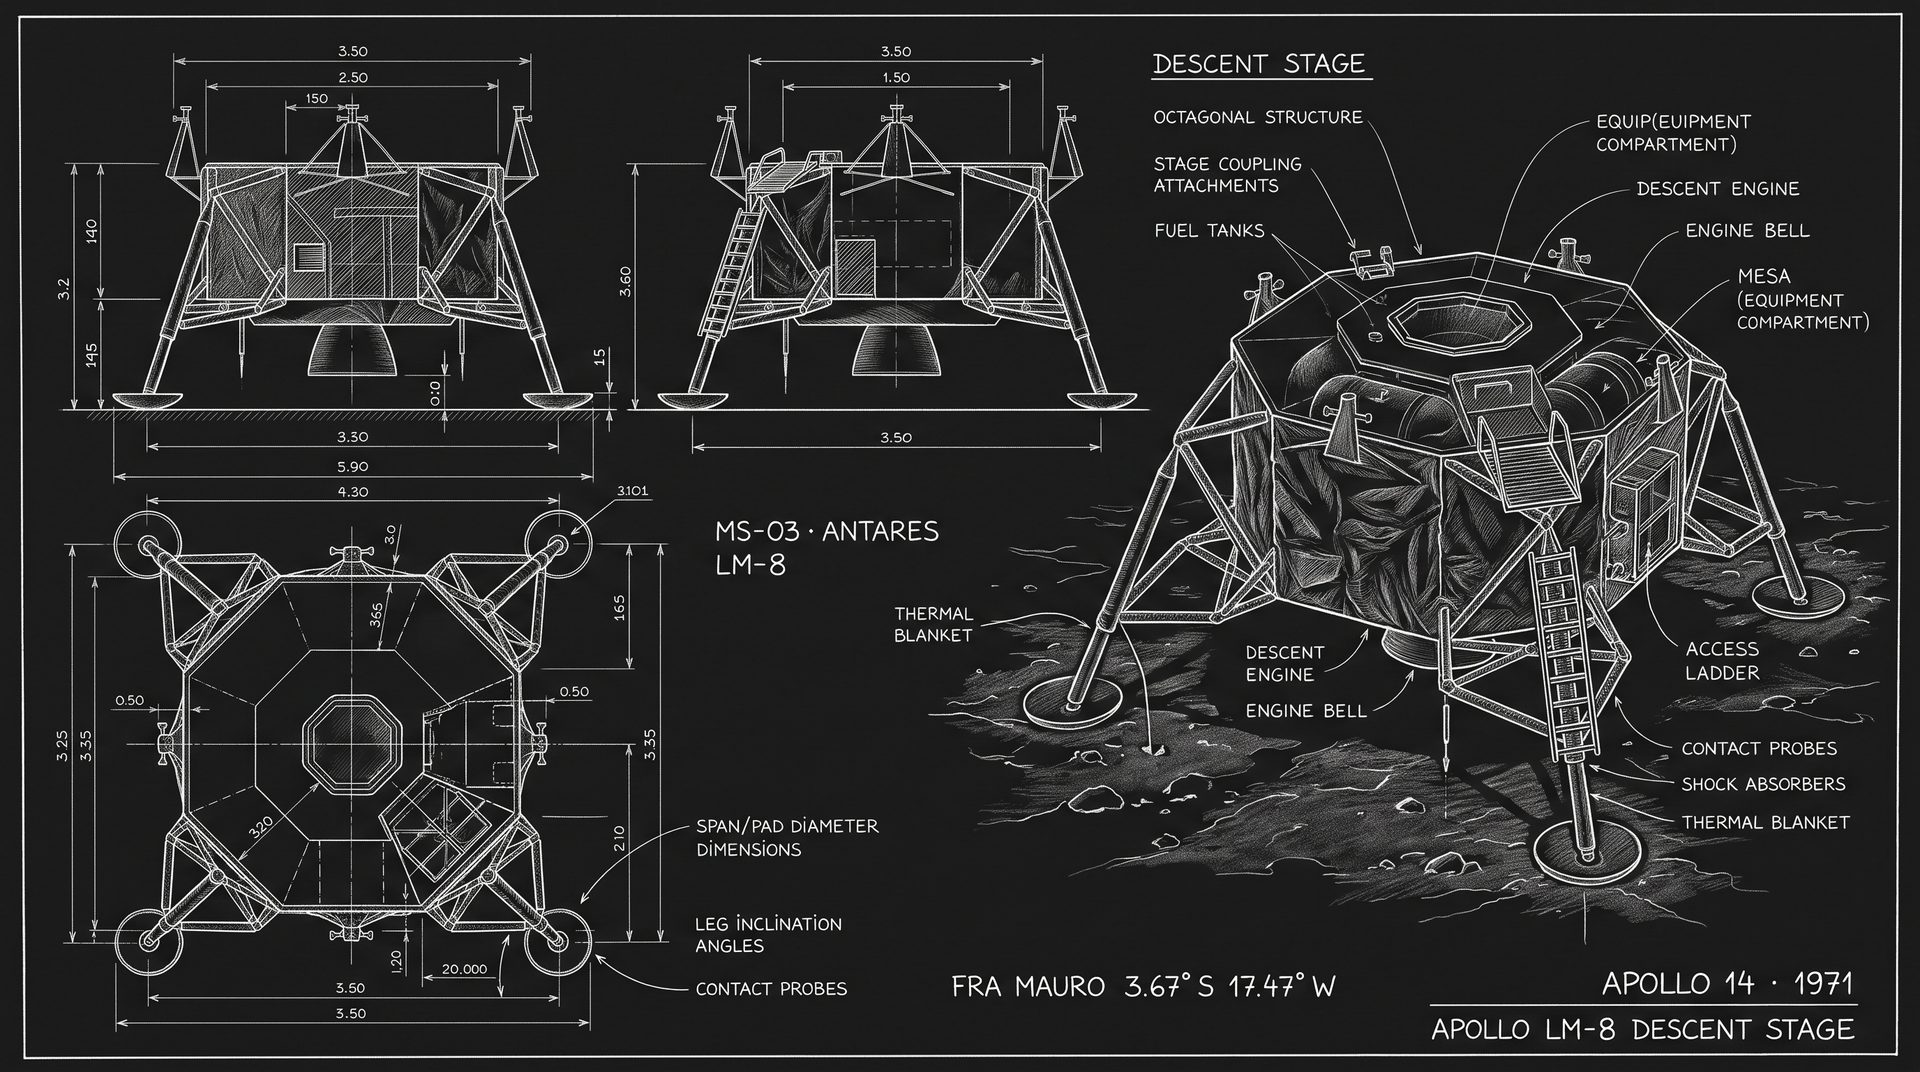 3.50
2.50
150
3.2
140
145
15
0:0
3.30
5.90
3.50
1.50
3.60
3.50
DESCENT STAGE
OCTAGONAL STRUCTURE
STAGE COUPLING
ATTACHMENTS
FUEL TANKS
EQUIP(EUIPMENT
COMPARTMENT)
DESCENT ENGINE
ENGINE BELL
MESA
(EQUIPMENT
COMPARTMENT)
4.30
3101
3.0
365
165
0.50
0.50
3.25
3.35
3.35
320
2.10
1.20
20.000
3.50
3.50
MS-03 · ANTARES
LM-8
THERMAL
BLANKET
DESCENT
ENGINE
ENGINE BELL
ACCESS
LADDER
CONTACT PROBES
SHOCK ABSORBERS
THERMAL BLANKET
SPAN/PAD DIAMETER
DIMENSIONS
LEG INCLINATION
ANGLES
CONTACT PROBES
FRA MAURO 3.67° S 17.47° W
APOLLO 14 · 1971
APOLLO LM-8 DESCENT STAGE